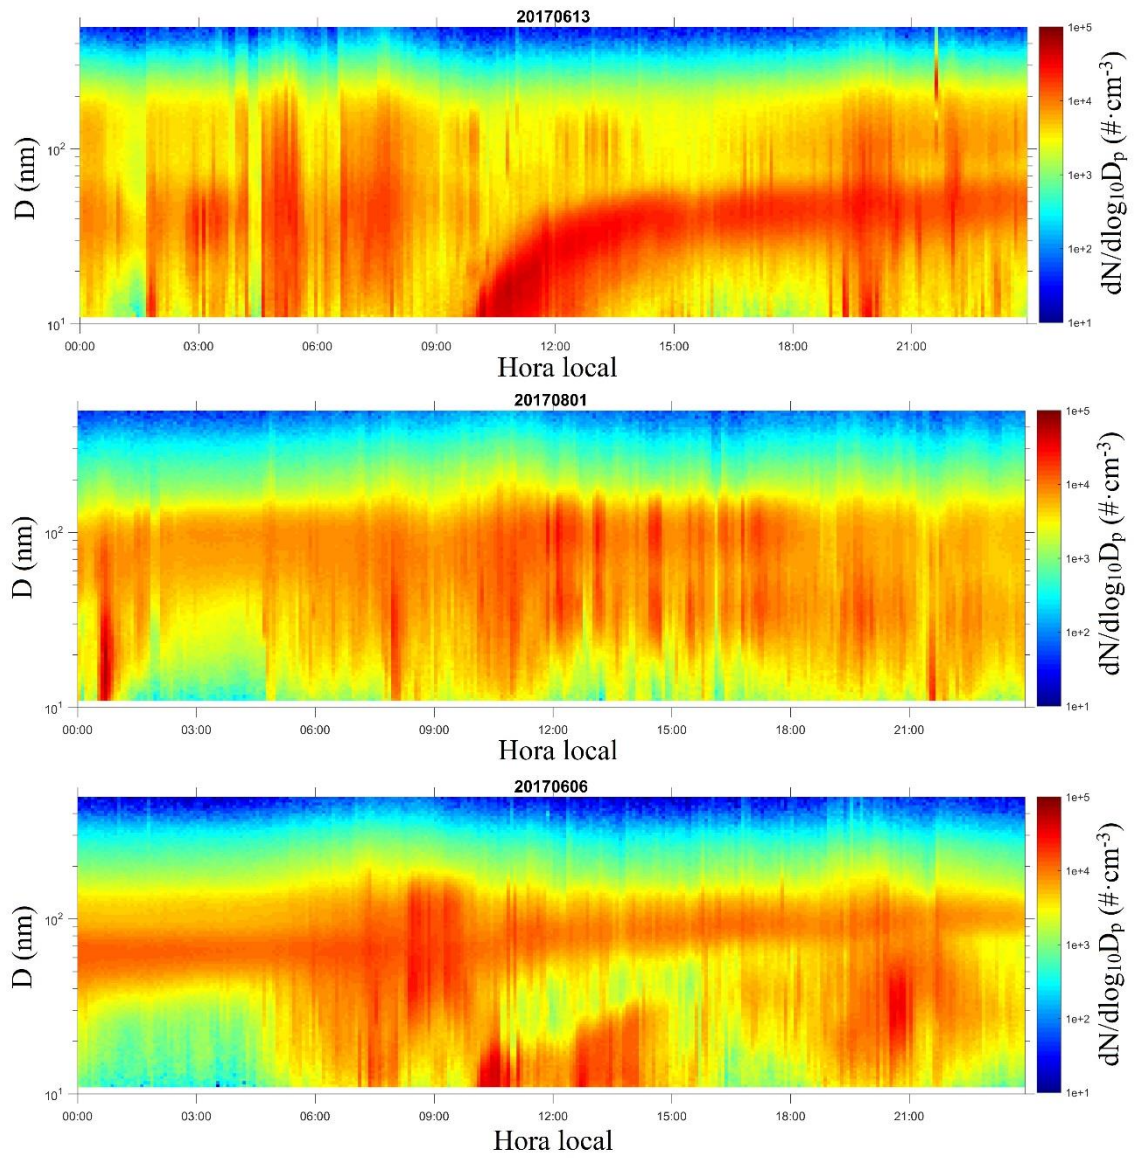 20170613
D (nm)
10²
10¹
00:00 03:00 06:00 09:00 12:00 15:00 18:00 21:00
Hora local
1e+5
1e+4
1e+3
1e+2
1e+1
dN/dlog₁₀Dₚ (#·cm⁻³)
20170801
D (nm)
10²
10¹
00:00 03:00 06:00 09:00 12:00 15:00 18:00 21:00
Hora local
1e+5
1e+4
1e+3
1e+2
1e+1
dN/dlog₁₀Dₚ (#·cm⁻³)
20170606
D (nm)
10²
10¹
00:00 03:00 06:00 09:00 12:00 15:00 18:00 21:00
Hora local
1e+5
1e+4
1e+3
1e+2
1e+1
dN/dlog₁₀Dₚ (#·cm⁻³)